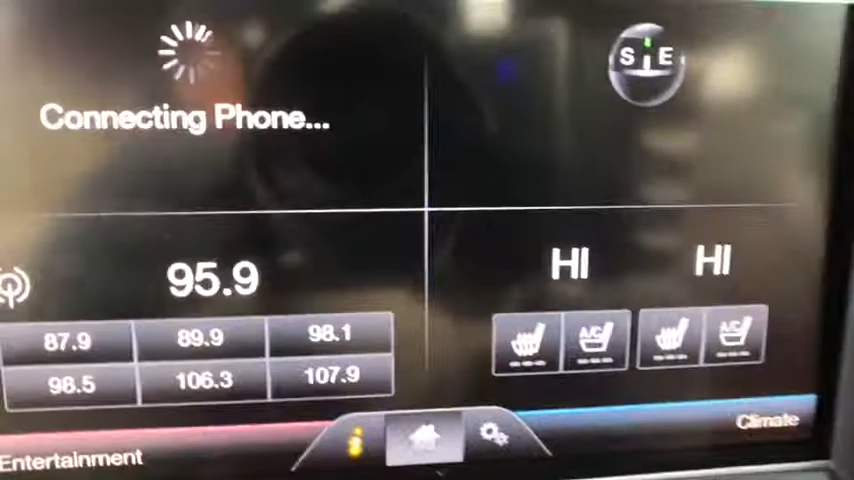 S E
Connecting Phone...
95.9
HI HI
87.9 89.9 98.1
98.5 106.3 107.9
A/C A/C
Entertainment
i
Climate